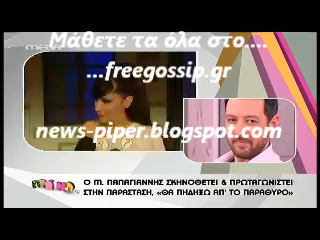 MEGA
Μάθετε τα όλα στο....
...freegossip.gr
news-piper.blogspot.com
Ο Μ. ΠΑΠΑΓΙΑΝΝΗΣ ΣΚΗΝΟΘΕΤΕΙ & ΠΡΩΤΑΓΩΝΙΣΤΕΙ
ΣΤΗΝ ΠΑΡΑΣΤΑΣΗ, «ΘΑ ΠΗΔΗΞΩ ΑΠ' ΤΟ ΠΑΡΑΘΥΡΟ»